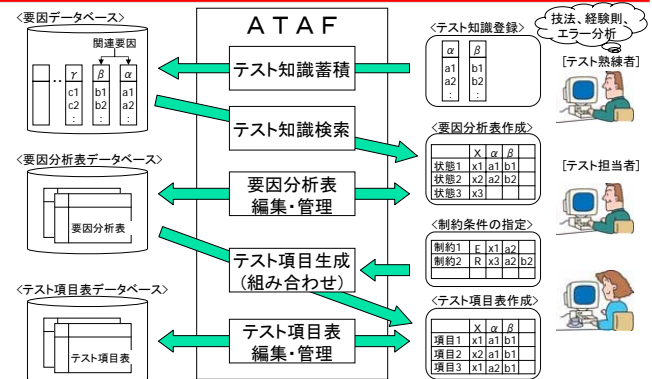 <要因データベース>
関連要因
‥ γ β α
c1 b1 a1
c2 b2 a2
: : :
<要因分析表データベース>
要因分析表
<テスト項目表データベース>
テスト項目表
ATAF
テスト知識蓄積
テスト知識検索
要因分析表
編集・管理
テスト項目生成
(組み合わせ)
テスト項目表
編集・管理
<テスト知識登録>
α β
a1 b1
a2 b2
: :
<要因分析表作成>
X α β
状態1 x1 a1 b1
状態2 x2 a2 b2
状態3 x3
<制約条件の指定>
制約1 E x1 a2
制約2 R x3 a2 b2
<テスト項目表作成>
X α β
項目1 x1 a1 b1
項目2 x2 a1 b1
項目3 x1 a2 b1
技法、経験則、
エラー分析
[テスト熟練者]
[テスト担当者]